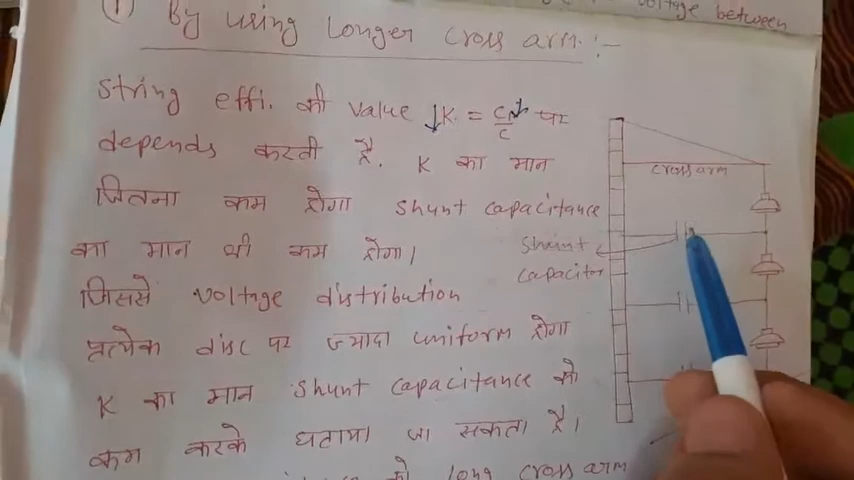 voltage between
(1) By using Longer cross arm :-
string effi. की value ↓K = C₁↓/C पर
depends करती है. K का मान
जितना कम होगा shunt capacitance
का मान भी कम होगा।
जिससे voltage distribution
प्रत्येक disc पर ज्यादा uniform होगा
K का मान shunt capacitance को
कम करके घटाया जा सकता है।
को long cross arm
cross arm
shunt
capacitor